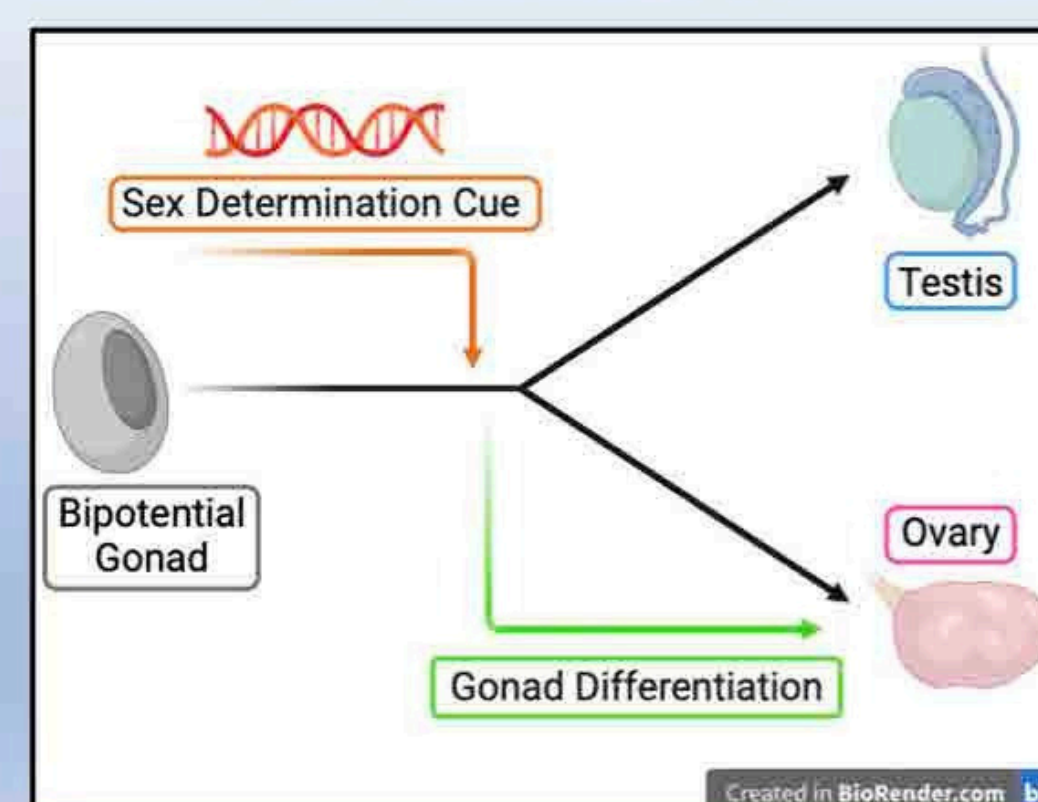 Sex Determination Cue
Testis
Bipotential
Gonad
Ovary
Gonad Differentiation
Created in BioRender.com b